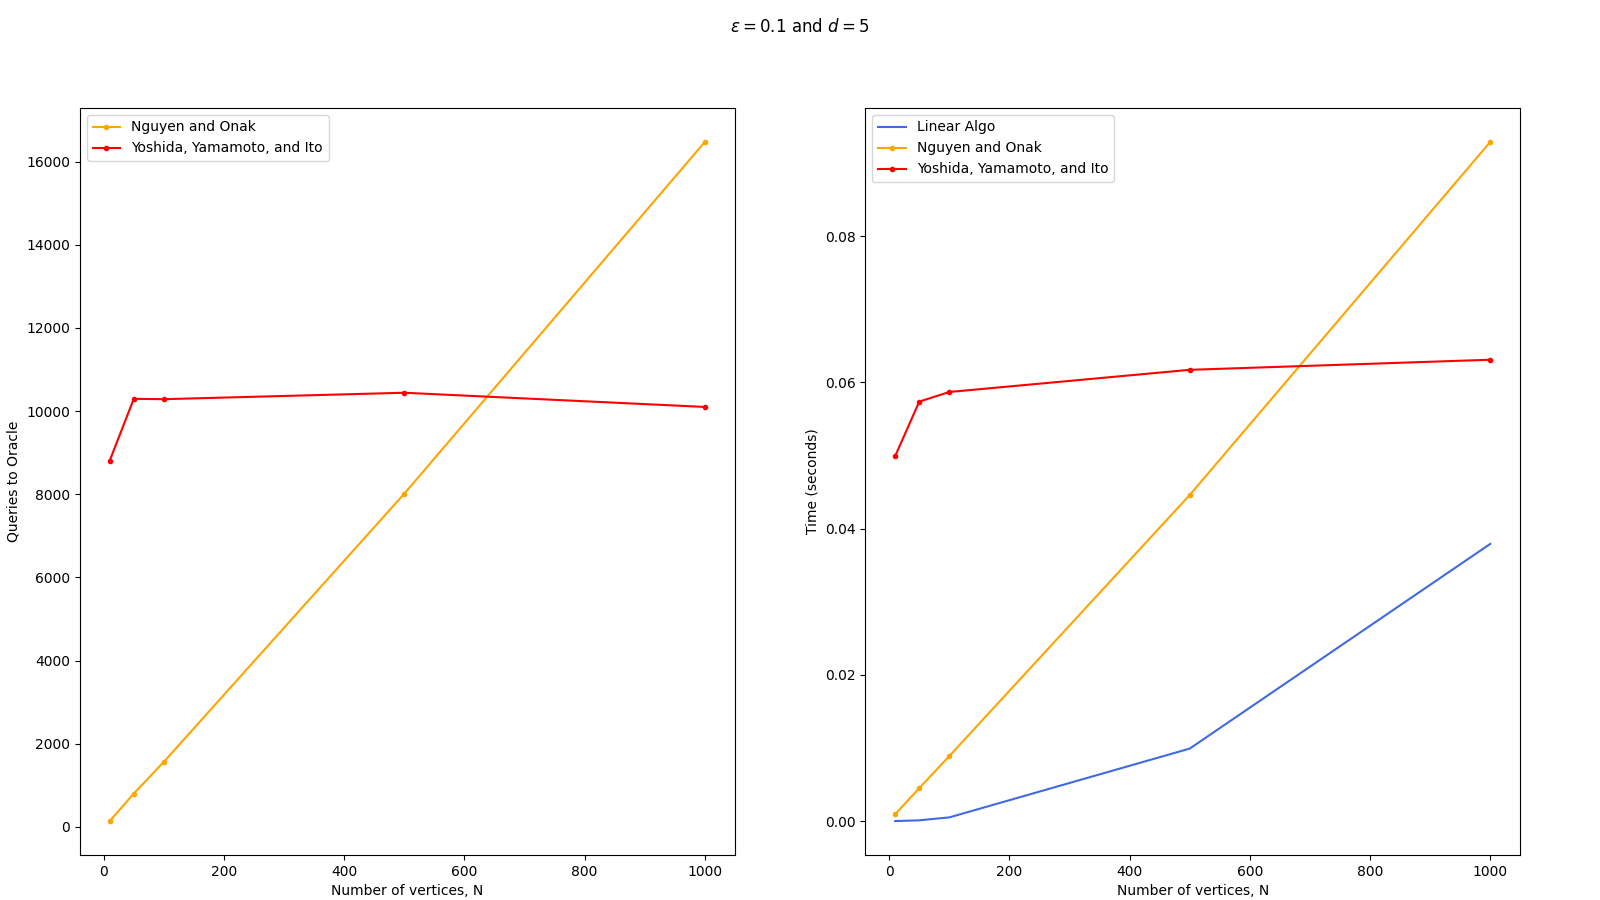 ε = 0.1 and d = 5
Nguyen and Onak
Yoshida, Yamamoto, and Ito
16000
14000
12000
10000
8000
6000
4000
2000
0
Queries to Oracle
0 200 400 600 800 1000
Number of vertices, N
Linear Algo
Nguyen and Onak
Yoshida, Yamamoto, and Ito
0.08
0.06
0.04
0.02
0.00
Time (seconds)
0 200 400 600 800 1000
Number of vertices, N